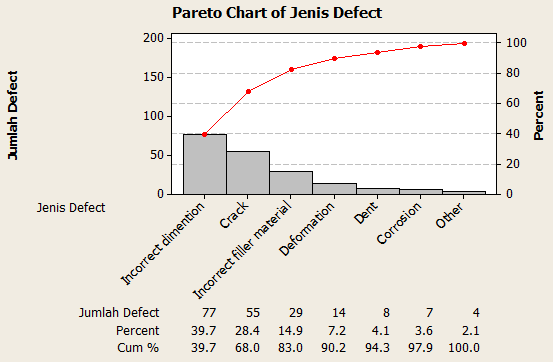 Pareto Chart of Jenis Defect
200
150
100
50
0
Jumlah Defect
100
80
60
40
20
0
Percent
Jenis Defect
Incorrect dimention
Crack
Incorrect filler material
Deformation
Dent
Corrosion
Other
Jumlah Defect 77 55 29 14 8 7 4
Percent 39.7 28.4 14.9 7.2 4.1 3.6 2.1
Cum % 39.7 68.0 83.0 90.2 94.3 97.9 100.0